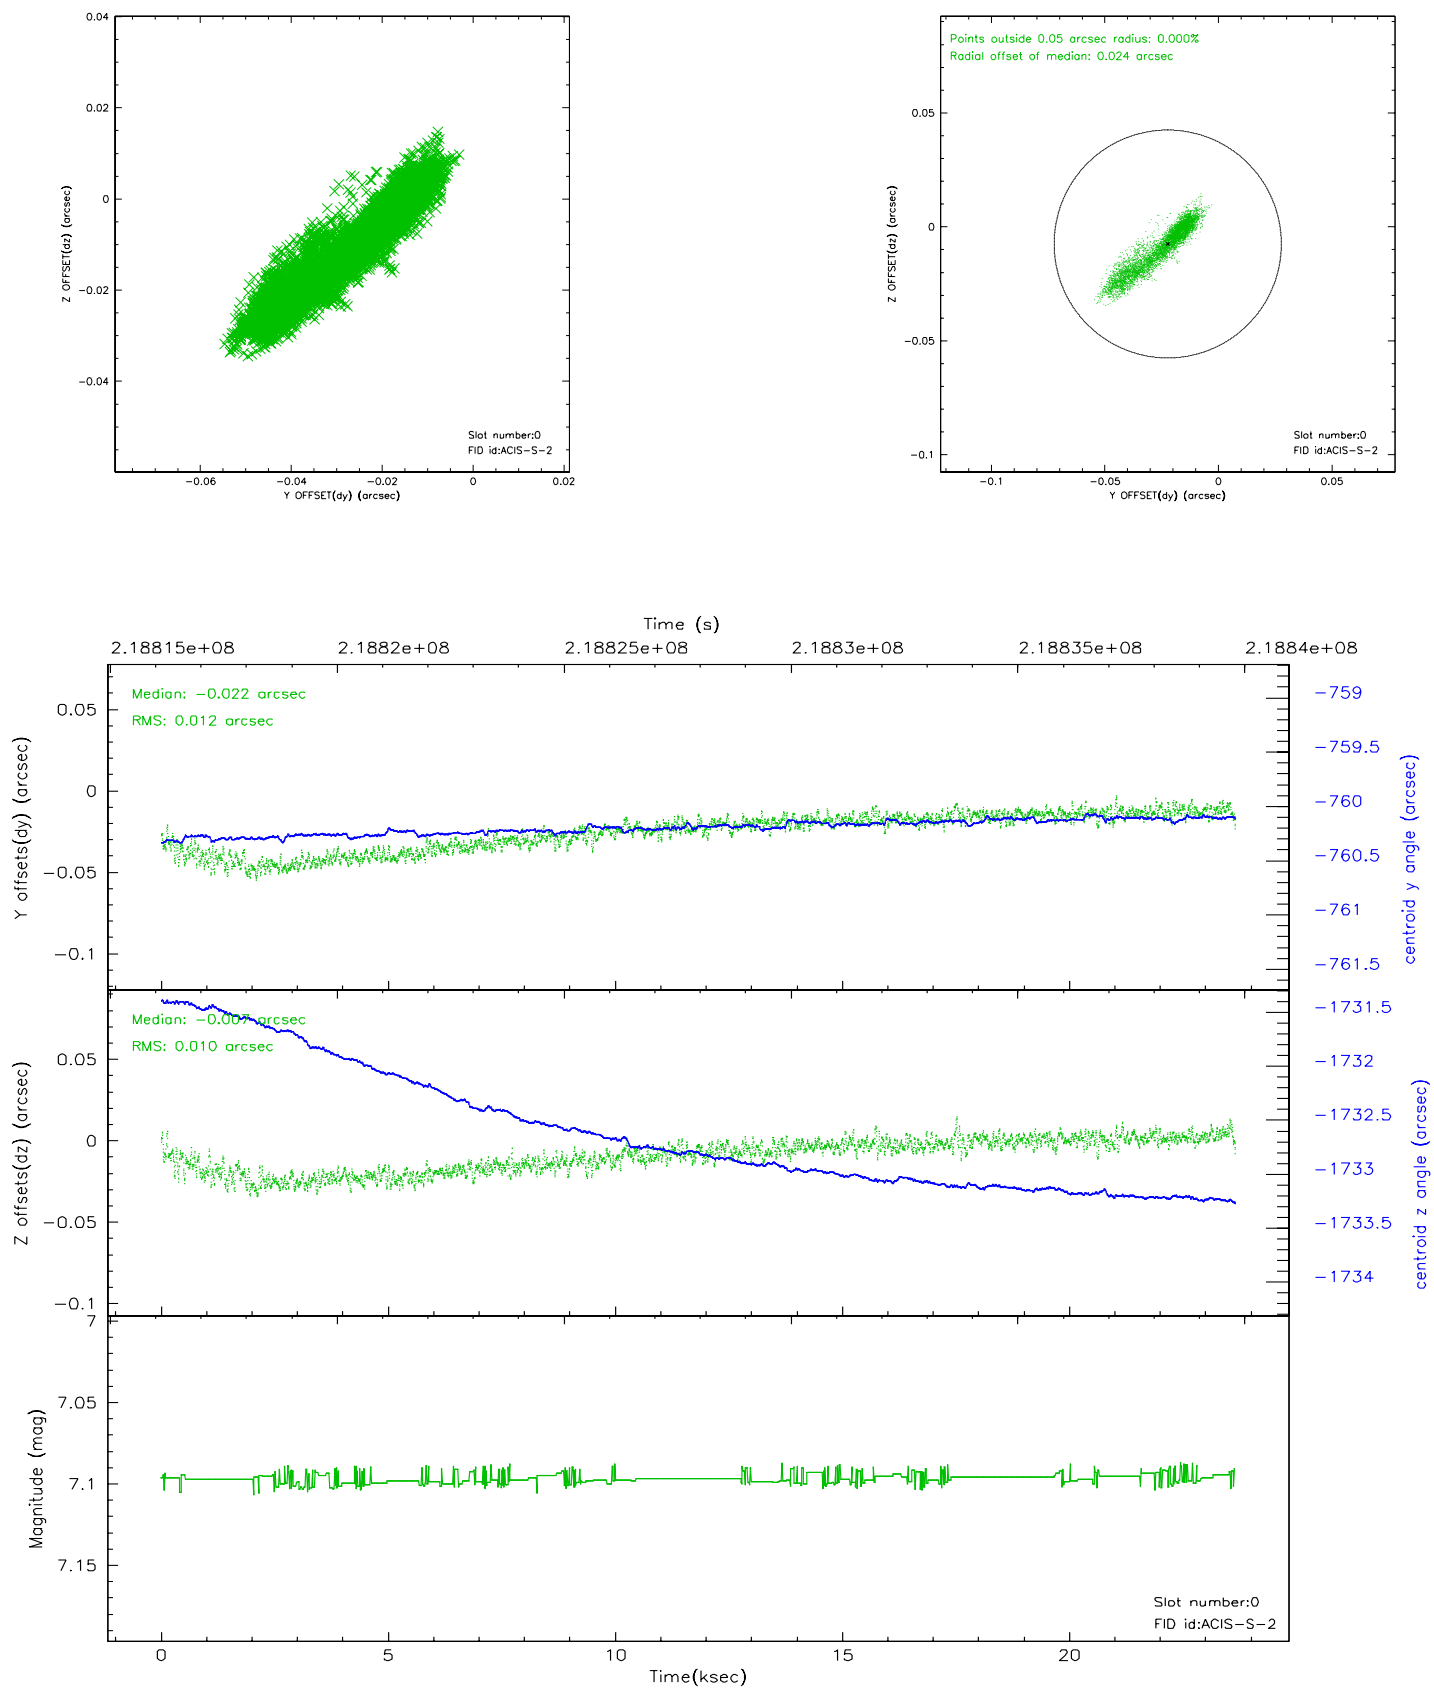 0.04
0.02
0
−0.02
−0.04
Z OFFSET(dz) (arcsec)
Slot number:0
FID id:ACIS−S−2
−0.06
−0.04
−0.02
0
0.02
Y OFFSET(dy) (arcsec)
Points outside 0.05 arcsec radius: 0.000%
Radial offset of median: 0.024 arcsec
0.05
0
−0.05
−0.1
Z OFFSET(dz) (arcsec)
Slot number:0
FID id:ACIS−S−2
−0.1
−0.05
0
0.05
Y OFFSET(dy) (arcsec)
Time (s)
2.18815e+08
2.1882e+08
2.18825e+08
2.1883e+08
2.18835e+08
2.1884e+08
Median: −0.022 arcsec
RMS: 0.012 arcsec
0.05
0
−0.05
−0.1
Y offsets(dy) (arcsec)
−759
−759.5
−760
−760.5
−761
−761.5
centroid y angle (arcsec)
Median: −0.007 arcsec
RMS: 0.010 arcsec
0.05
0
−0.05
−0.1
Z offsets(dz) (arcsec)
−1731.5
−1732
−1732.5
−1733
−1733.5
−1734
centroid z angle (arcsec)
7
7.05
7.1
7.15
Magnitude (mag)
Slot number:0
FID id:ACIS−S−2
0
5
10
15
20
Time(ksec)